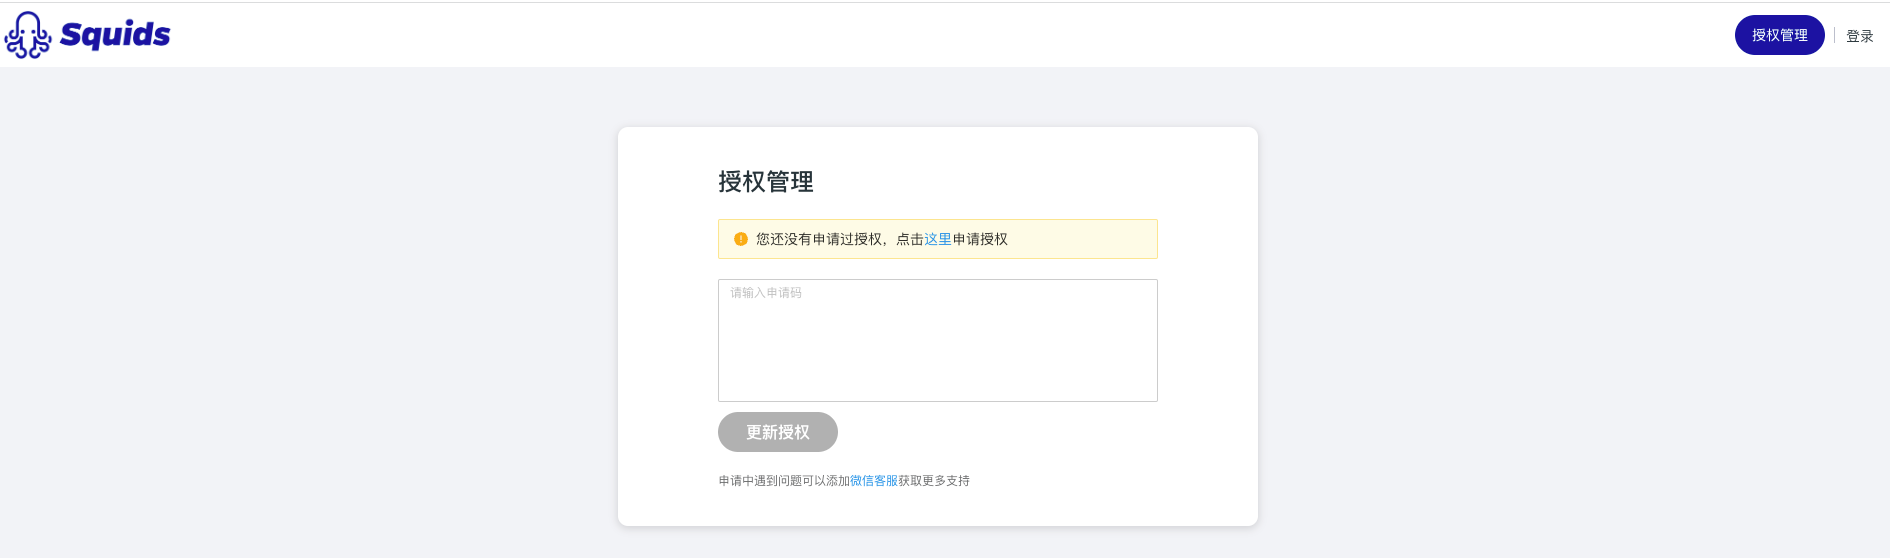 Squids
授权管理
登录
授权管理
您还没有申请过授权，点击这里申请授权
请输入申请码
更新授权
申请中遇到问题可以添加微信客服获取更多支持